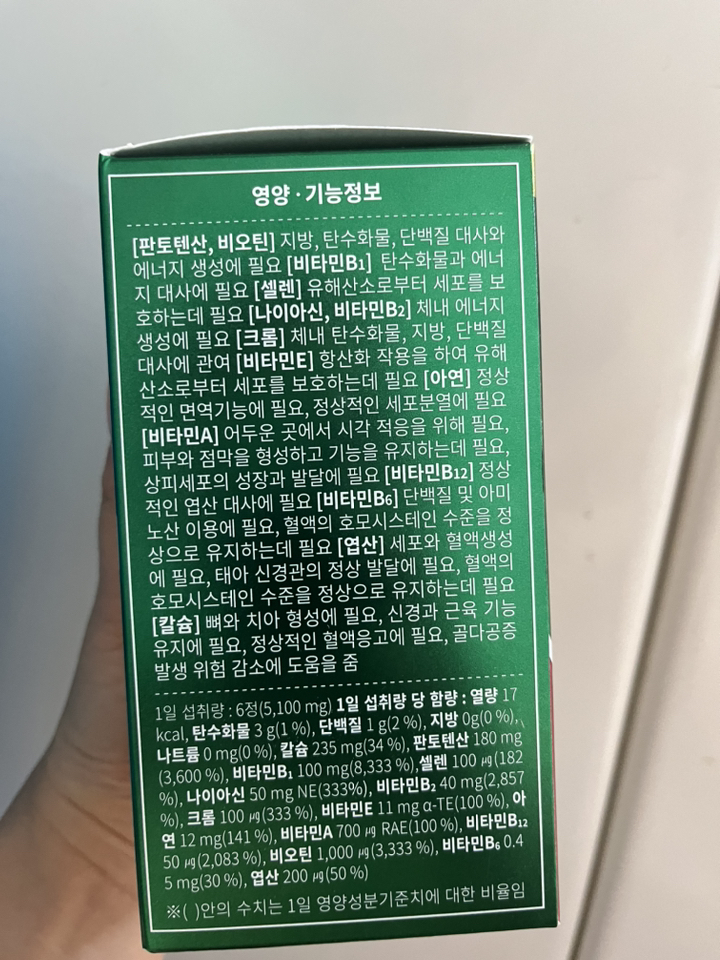 영양·기능정보
[판토텐산, 비오틴] 지방, 탄수화물, 단백질 대사와
에너지 생성에 필요 [비타민B₁] 탄수화물과 에너
지 대사에 필요 [셀렌] 유해산소로부터 세포를 보
호하는데 필요 [나이아신, 비타민B₂] 체내 에너지
생성에 필요 [크롬] 체내 탄수화물, 지방, 단백질
대사에 관여 [비타민E] 항산화 작용을 하여 유해
산소로부터 세포를 보호하는데 필요 [아연] 정상
적인 면역기능에 필요, 정상적인 세포분열에 필요
[비타민A] 어두운 곳에서 시각 적응을 위해 필요,
피부와 점막을 형성하고 기능을 유지하는데 필요,
상피세포의 성장과 발달에 필요 [비타민B₁₂] 정상
적인 엽산 대사에 필요 [비타민B₆] 단백질 및 아미
노산 이용에 필요, 혈액의 호모시스테인 수준을 정
상으로 유지하는데 필요 [엽산] 세포와 혈액생성
에 필요, 태아 신경관의 정상 발달에 필요, 혈액의
호모시스테인 수준을 정상으로 유지하는데 필요
[칼슘] 뼈와 치아 형성에 필요, 신경과 근육 기능
유지에 필요, 정상적인 혈액응고에 필요, 골다공증
발생 위험 감소에 도움을 줌
1일 섭취량 : 6정(5,100 mg) 1일 섭취량 당 함량 : 열량 17
kcal, 탄수화물 3 g(1 %), 단백질 1 g(2 %), 지방 0g(0 %),
나트륨 0 mg(0 %), 칼슘 235 mg(34 %), 판토텐산 180 mg
(3,600 %), 비타민B₁ 100 mg(8,333 %),셀렌 100 ㎍(182
%), 나이아신 50 mg NE(333%), 비타민B₂ 40 mg(2,857
%), 크롬 100 ㎍(333 %), 비타민E 11 mg α-TE(100 %), 아
연 12 mg(141 %), 비타민A 700 ㎍ RAE(100 %), 비타민B₁₂
50 ㎍(2,083 %), 비오틴 1,000 ㎍(3,333 %), 비타민B₆ 0.4
5 mg(30 %), 엽산 200 ㎍(50 %)
※( )안의 수치는 1일 영양성분기준치에 대한 비율임